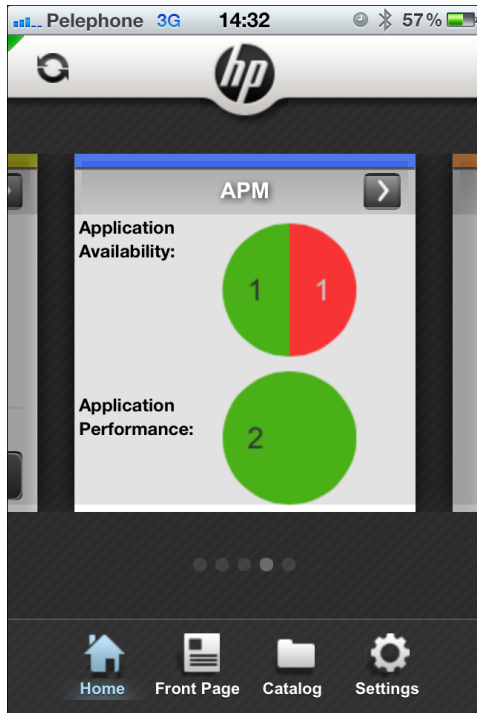 Pelephone 3G 14:32 57%
hp
APM
Application
Availability:
1 1
Application
Performance:
2
Home Front Page Catalog Settings